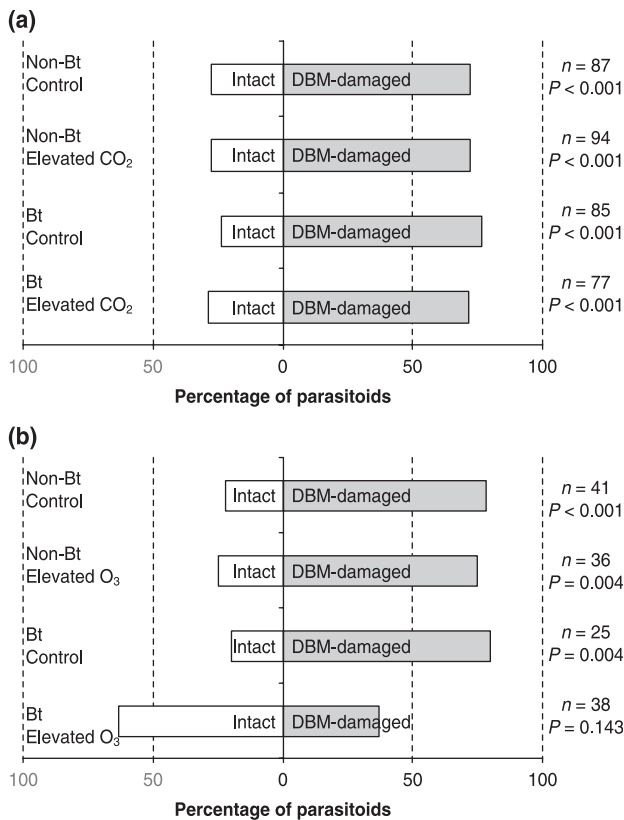 (a)
Non-Bt
Control
Intact DBM-damaged
n = 87
P < 0.001
Non-Bt
Elevated CO₂
Intact DBM-damaged
n = 94
P < 0.001
Bt
Control
Intact DBM-damaged
n = 85
P < 0.001
Bt
Elevated CO₂
Intact DBM-damaged
n = 77
P < 0.001
100 50 0 50 100
Percentage of parasitoids
(b)
Non-Bt
Control
Intact DBM-damaged
n = 41
P < 0.001
Non-Bt
Elevated O₃
Intact DBM-damaged
n = 36
P = 0.004
Bt
Control
Intact DBM-damaged
n = 25
P = 0.004
Bt
Elevated O₃
Intact DBM-damaged
n = 38
P = 0.143
100 50 0 50 100
Percentage of parasitoids